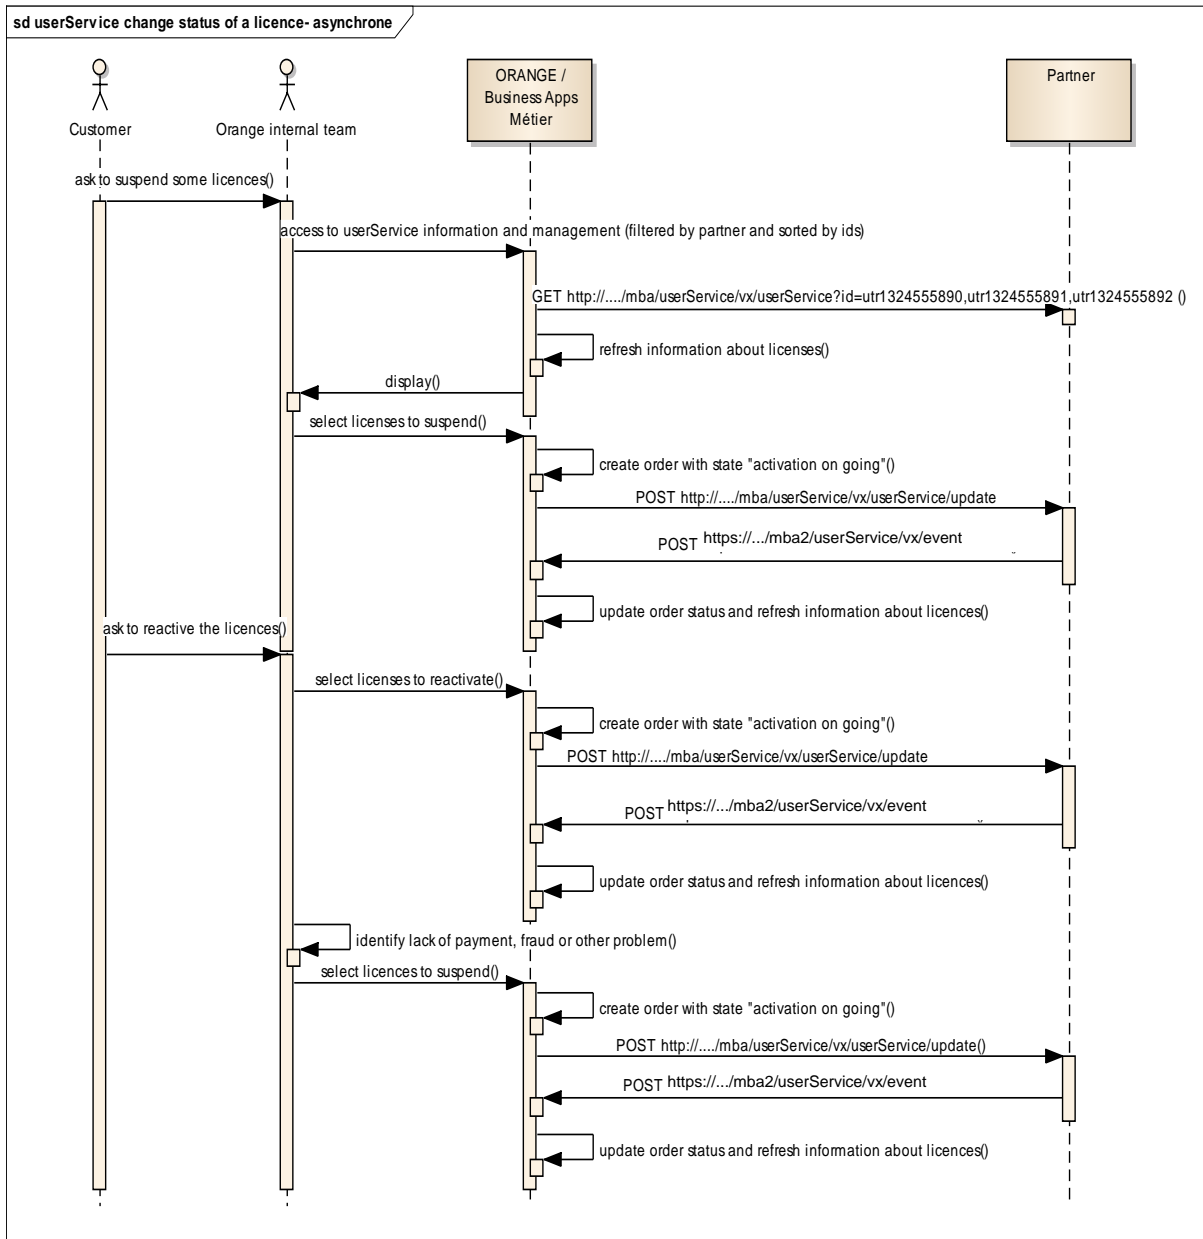 sd userService change status of a licence- asynchrone
Customer
Orange internal team
ORANGE /
Business Apps
Métier
Partner
ask to suspend some licences()
access to userService information and management (filtered by partner and sorted by ids)
GET http://..../mba/userService/vx/userService?id=utr1324555890,utr1324555891,utr1324555892 ()
refresh information about licenses()
display()
select licenses to suspend()
create order with state "activation on going"()
POST http://..../mba/userService/vx/userService/update
POST https://.../mba2/userService/vx/event
update order status and refresh information about licences()
ask to reactive the licences()
select licenses to reactivate()
create order with state "activation on going"()
POST http://..../mba/userService/vx/userService/update
POST https://.../mba2/userService/vx/event
update order status and refresh information about licences()
identify lack of payment, fraud or other problem()
select licences to suspend()
create order with state "activation on going"()
POST http://..../mba/userService/vx/userService/update()
POST https://.../mba2/userService/vx/event
update order status and refresh information about licences()